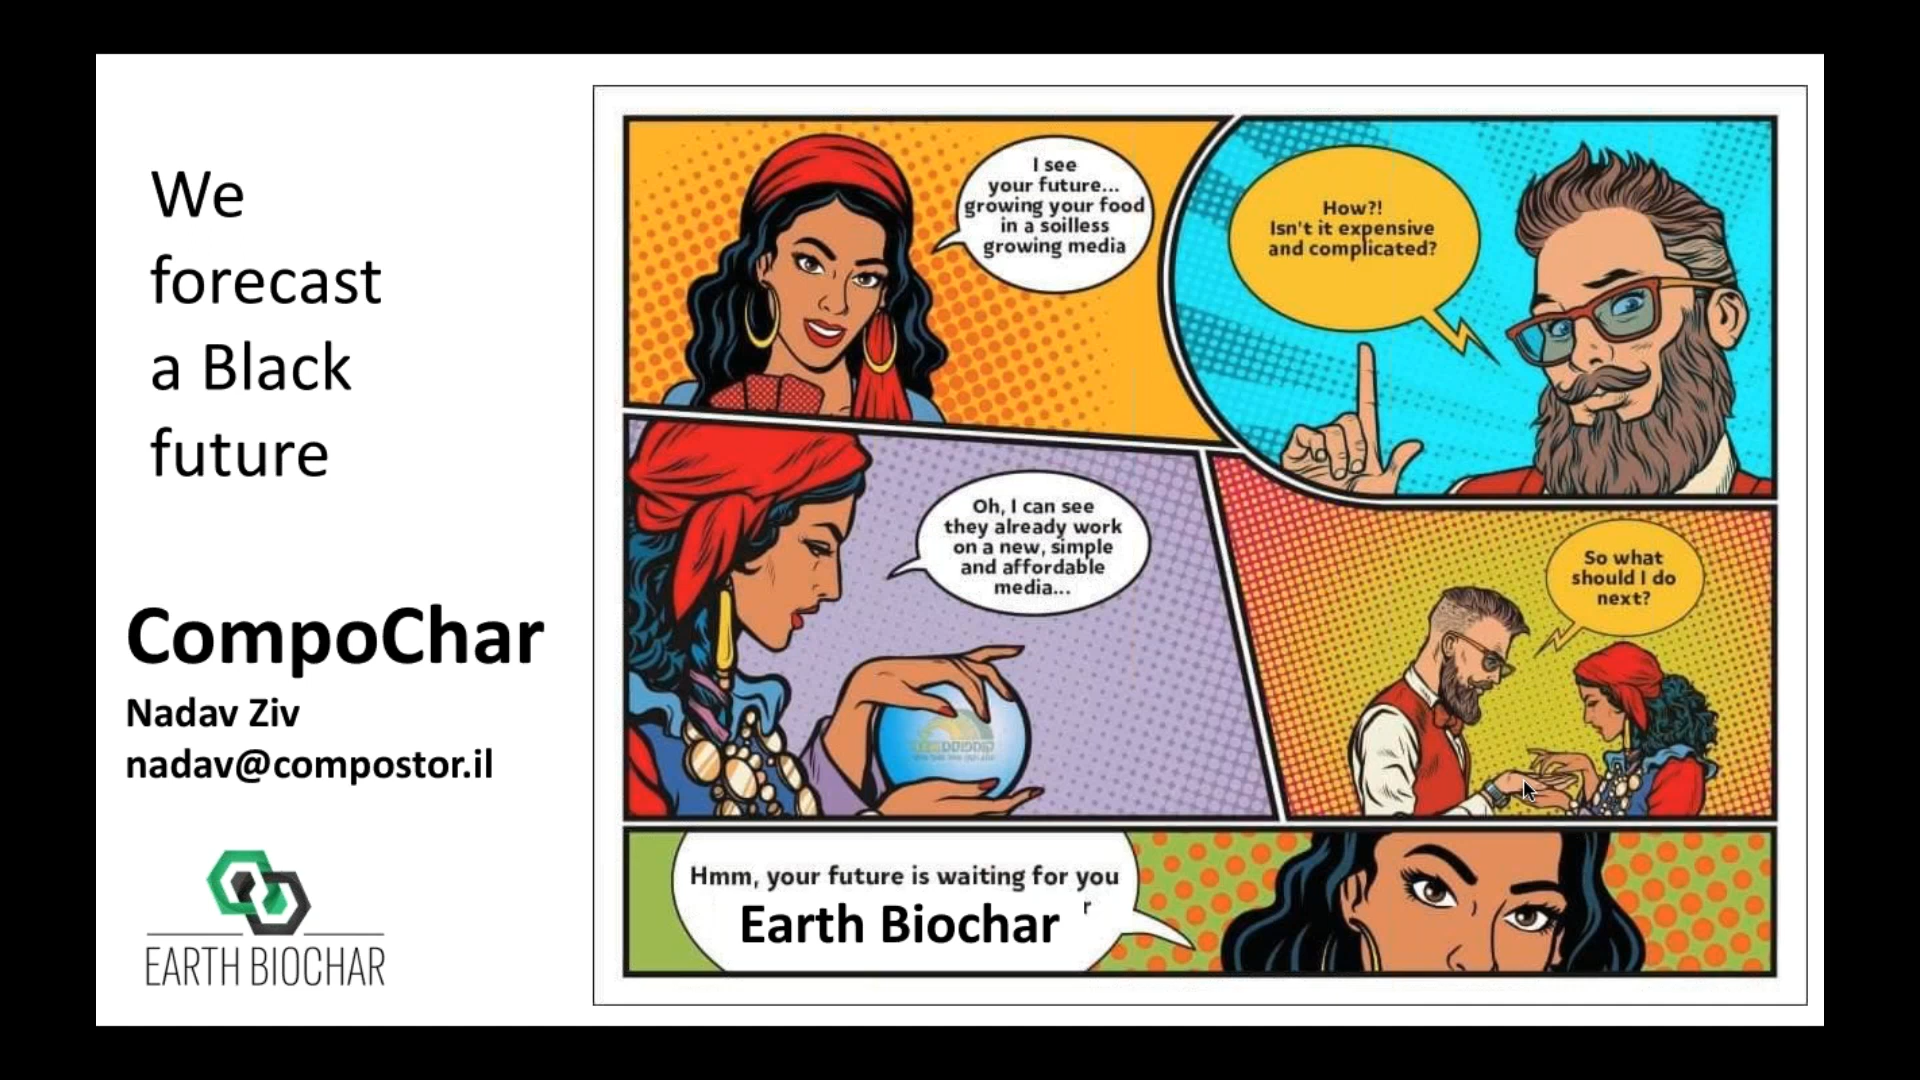 We
forecast
a Black
future
CompoChar
Nadav Ziv
nadav@compostor.il
EARTH BIOCHAR
I see
your future...
growing your food
in a soilless
growing media
How?!
Isn't it expensive
and complicated?
Oh, I can see
they already work
on a new, simple
and affordable
media...
So what
should I do
next?
Hmm, your future is waiting for you
r
Earth Biochar